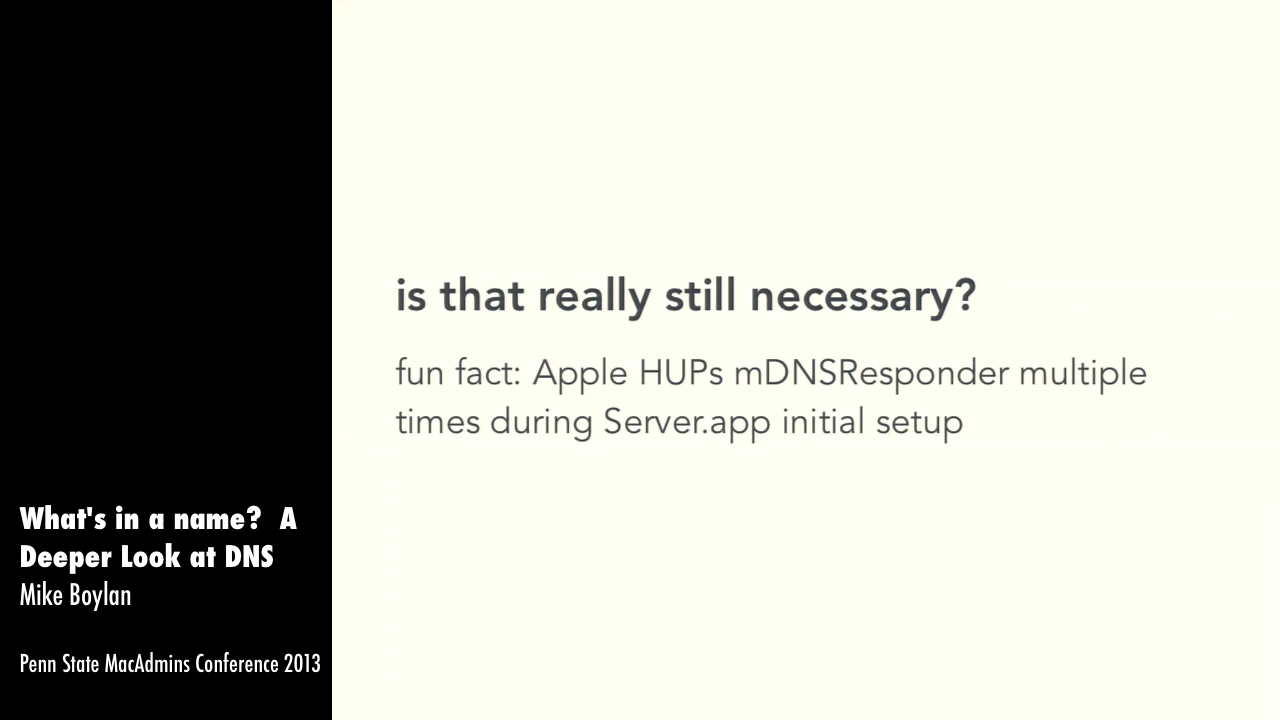 is that really still necessary?
fun fact: Apple HUPs mDNSResponder multiple
times during Server.app initial setup
What's in a name?  A
Deeper Look at DNS
Mike Boylan
Penn State MacAdmins Conference 2013